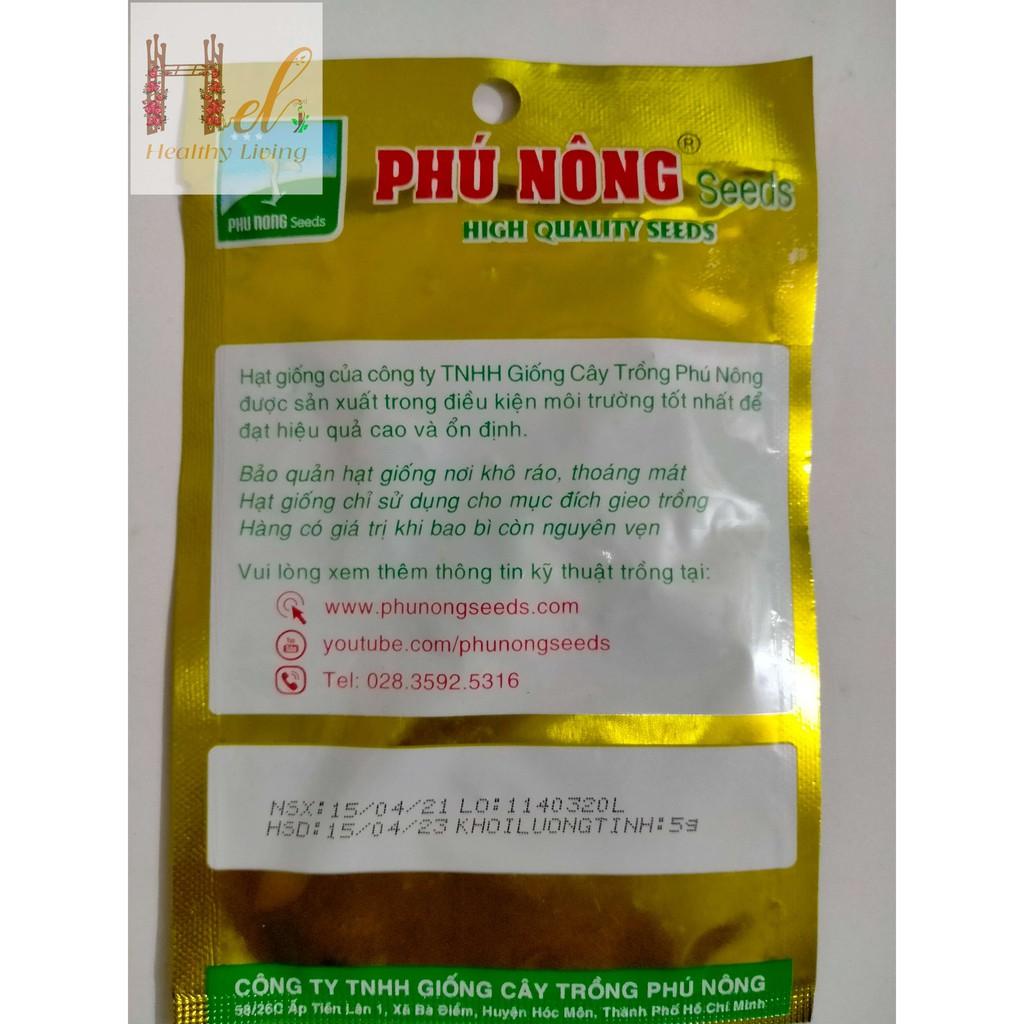 Hel
Healthy Living
PHU NONG Seeds
PHÚ NÔNG® Seeds
HIGH QUALITY SEEDS
Hạt giống của công ty TNHH Giống Cây Trồng Phú Nông
được sản xuất trong điều kiện môi trường tốt nhất để
đạt hiệu quả cao và ổn định.
Bảo quản hạt giống nơi khô ráo, thoáng mát
Hạt giống chỉ sử dụng cho mục đích gieo trồng
Hàng có giá trị khi bao bì còn nguyên vẹn
Vui lòng xem thêm thông tin kỹ thuật trồng tại:
www.phunongseeds.com
youtube.com/phunongseeds
Tel: 028.3592.5316
NSX:15/04/21 LO:1140320L
HSD:15/04/23 KHOILUONGTINH:5g
CÔNG TY TNHH GIỐNG CÂY TRỒNG PHÚ NÔNG
58/26C Ấp Tiền Lân 1, Xã Bà Điểm, Huyện Hóc Môn, Thành Phố Hồ Chí Minh